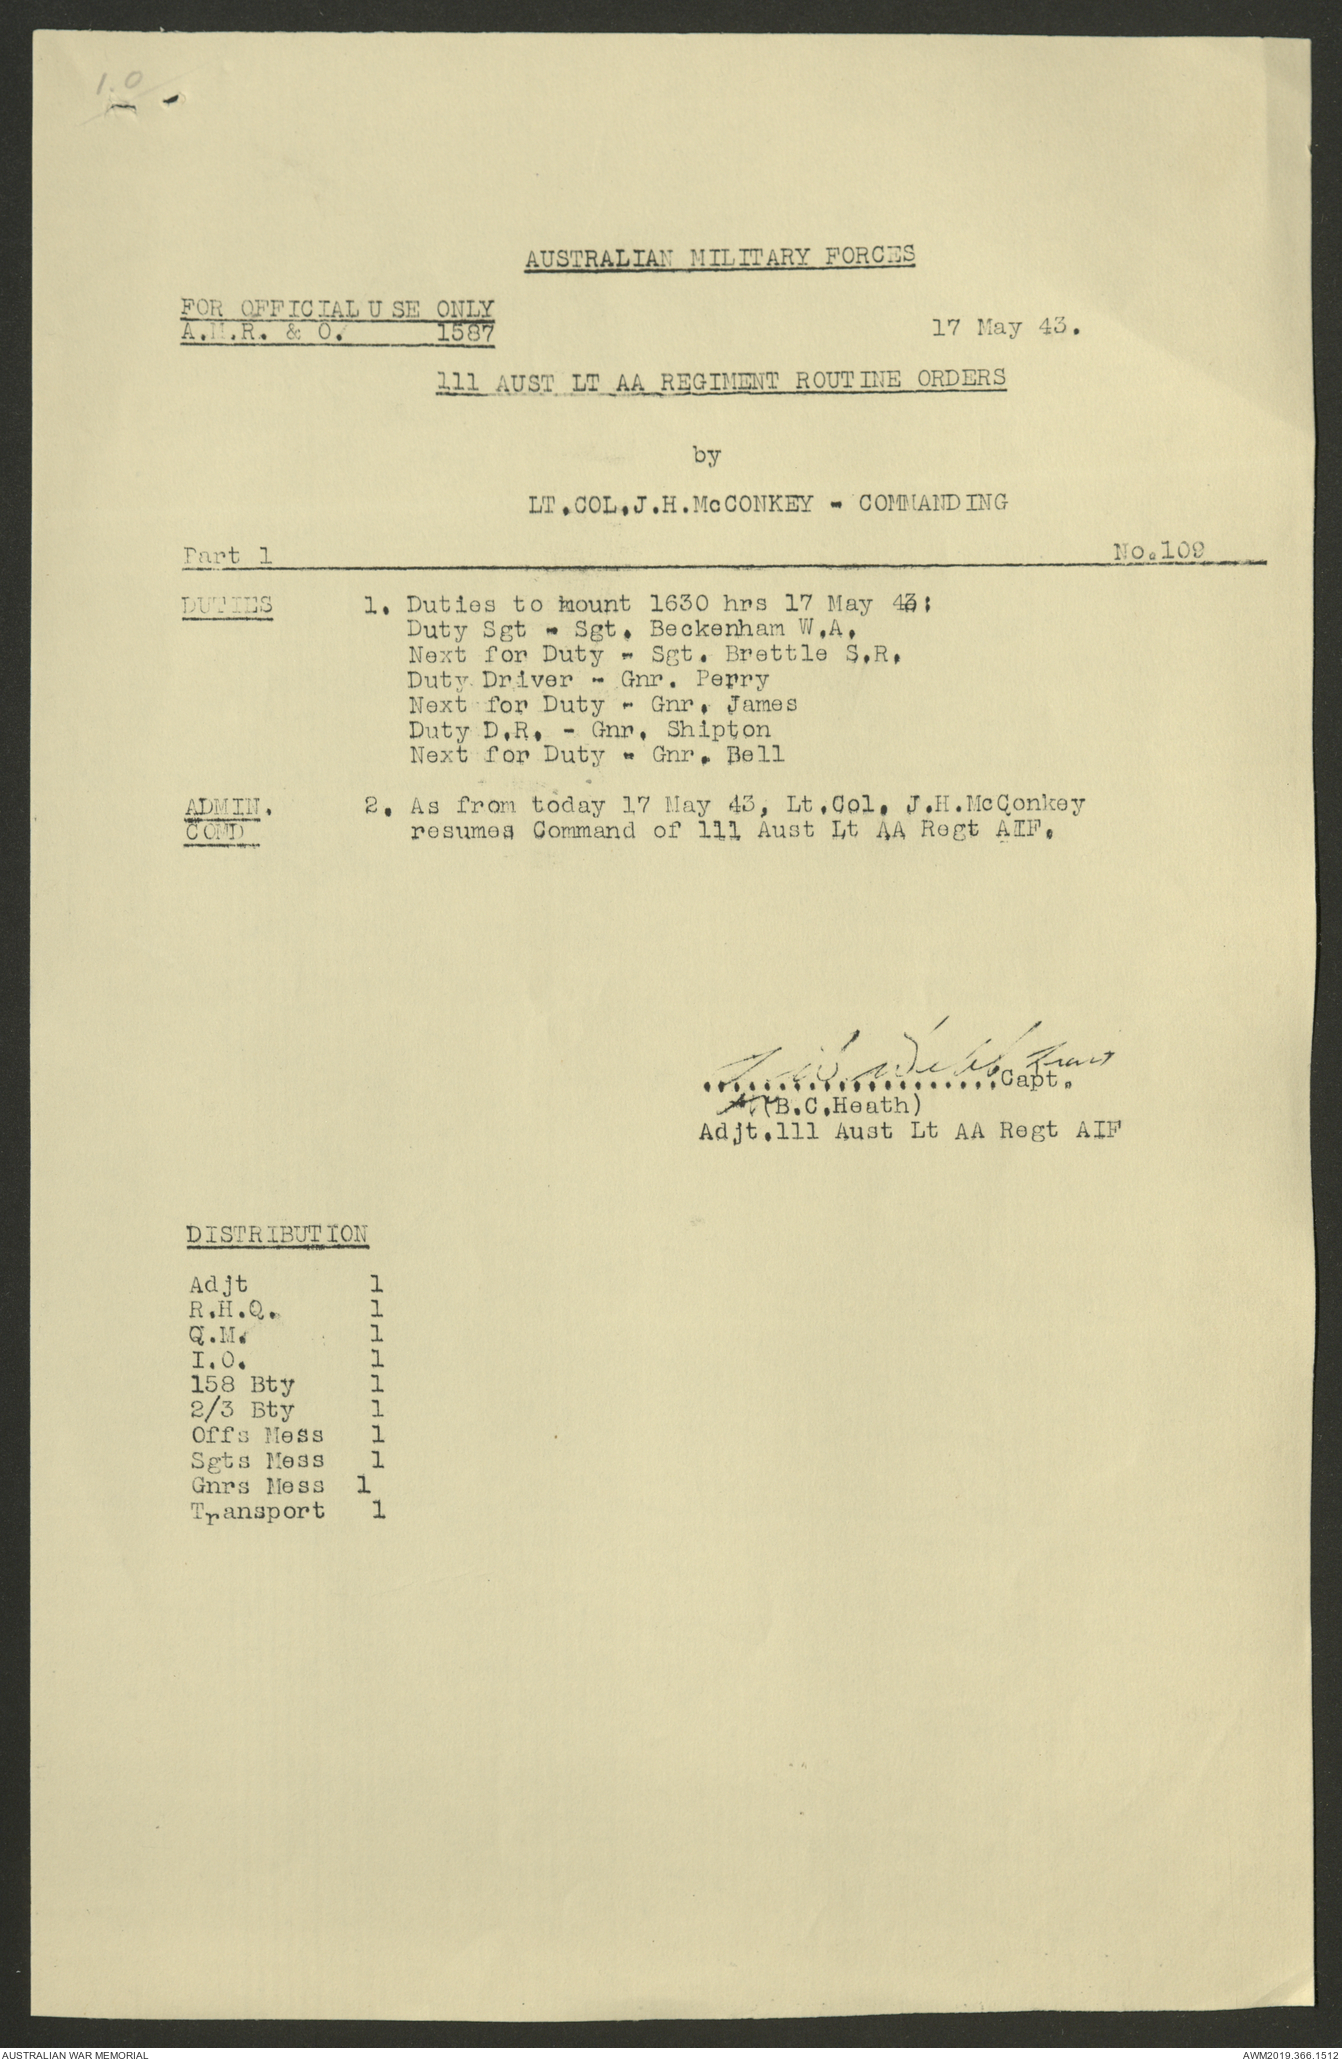 1.0
AUSTRALIAN MILITARY FORCES
FOR OFFICIAL U SE ONLY
A.M.R. & O. 1587
17 May 43.
111 AUST LT AA REGIMENT ROUTINE ORDERS
by
LT.COL.J.H.McCONKEY - COMMANDING
Part 1 No.109
DUTIES 1. Duties to mount 1630 hrs 17 May 43:
Duty Sgt - Sgt. Beckenham W.A.
Next for Duty - Sgt. Brettle S.R.
Duty Driver - Gnr. Perry
Next for Duty - Gnr. James
Duty D.R. - Gnr. Shipton
Next for Duty - Gnr. Bell
ADMIN. 2. As from today 17 May 43, Lt.Col. J.H.McConkey
COMD resumes Command of 111 Aust Lt AA Regt AIF.
....................Capt.
(B.C.Heath)
Adjt.111 Aust Lt AA Regt AIF
DISTRIBUTION
Adjt 1
R.H.Q. 1
Q.M. 1
I.O. 1
158 Bty 1
2/3 Bty 1
Offs Mess 1
Sgts Mess 1
Gnrs Mess 1
Transport 1
AUSTRALIAN WAR MEMORIAL AWM2019.366.1512